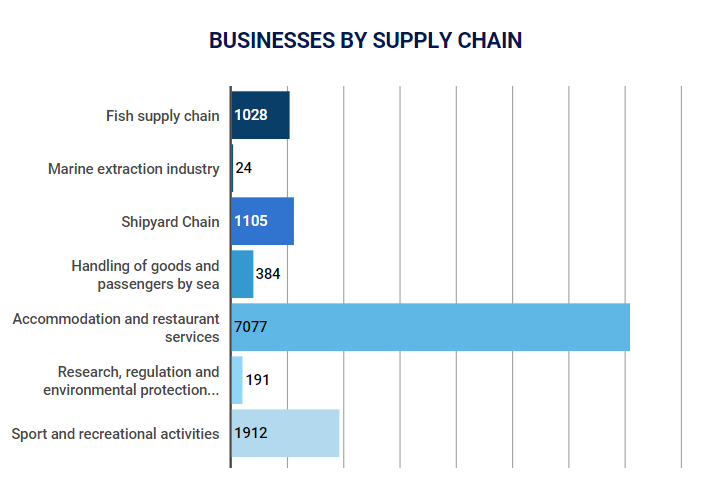 BUSINESSES BY SUPPLY CHAIN
Fish supply chain
1028
Marine extraction industry
24
Shipyard Chain
1105
Handling of goods and
passengers by sea
384
Accommodation and restaurant
services
7077
Research, regulation and
environmental protection...
191
Sport and recreational activities
1912